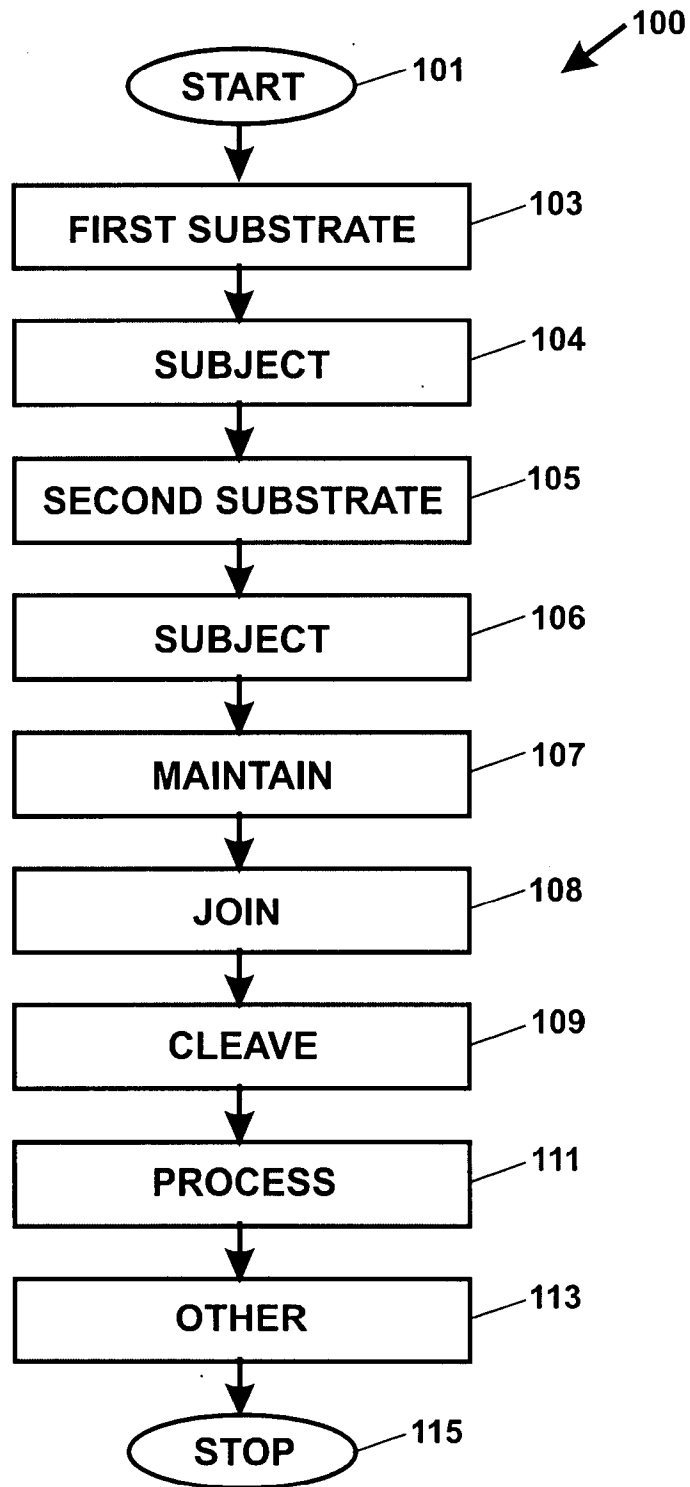 100
START 101
FIRST SUBSTRATE 103
SUBJECT 104
SECOND SUBSTRATE 105
SUBJECT 106
MAINTAIN 107
JOIN 108
CLEAVE 109
PROCESS 111
OTHER 113
STOP 115